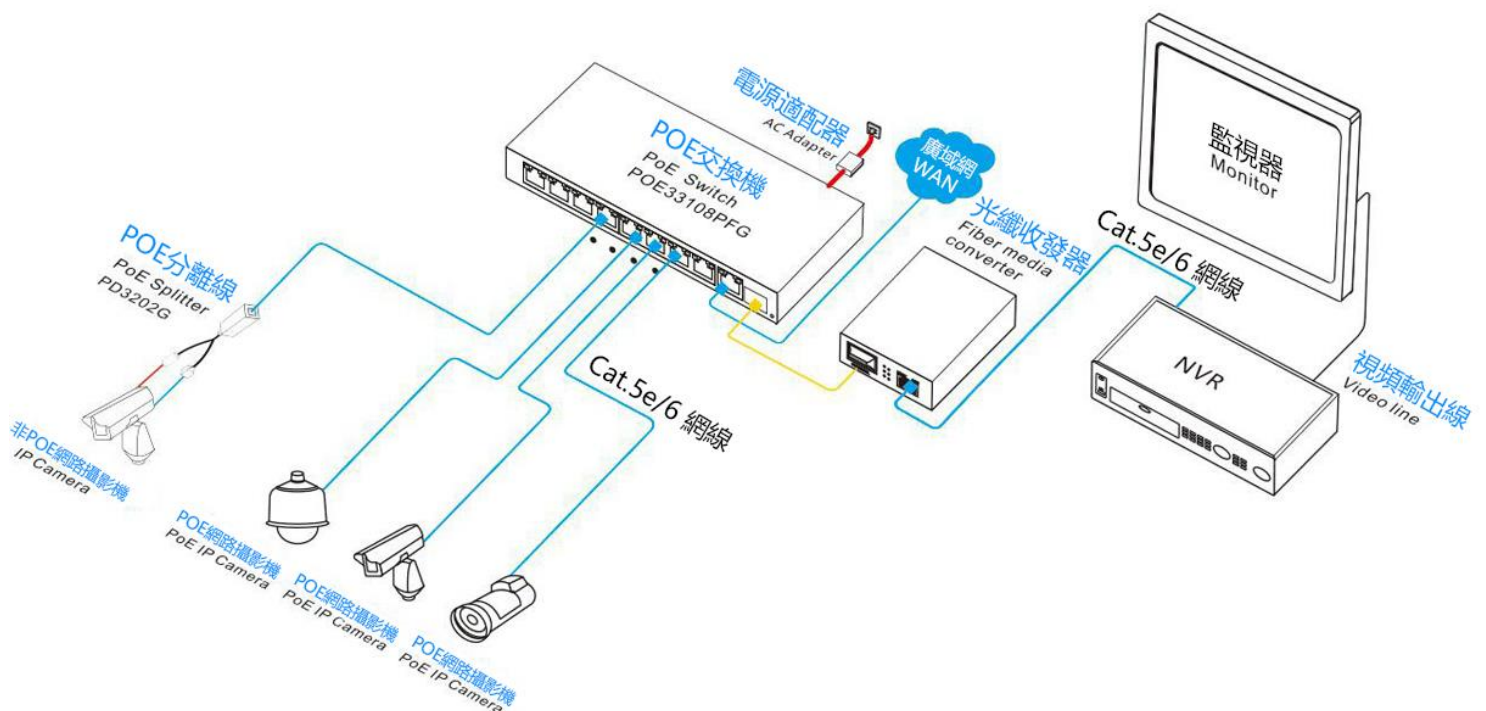 電源適配器
AC Adapter
POE交換機
PoE Switch
POE33108PFG
廣域網
WAN
監視器
Monitor
光纖收發器
Fiber media
converter
Cat.5e/6 網線
POE分離線
PoE Splitter
PD3202G
NVR
視頻輸出線
Video line
Cat.5e/6 網線
非POE網路攝影機
IP Camera
POE網路攝影機
PoE IP Camera
POE網路攝影機
PoE IP Camera
POE網路攝影機
PoE IP Camera